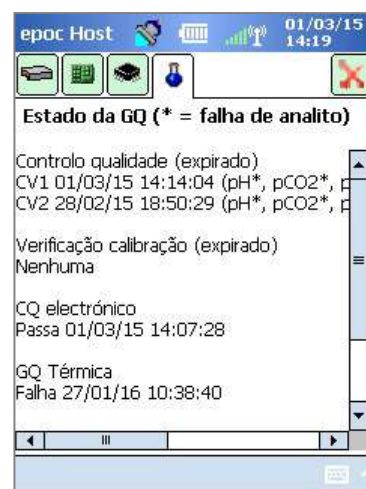 epoc Host
01/03/15
14:19
Estado da GQ (* = falha de analito)
Controlo qualidade (expirado)
CV1 01/03/15 14:14:04 (pH*, pCO2*, p
CV2 28/02/15 18:50:29 (pH*, pCO2*, p
Verificação calibração (expirado)
Nenhuma
CQ electrónico
Passa 01/03/15 14:07:28
GQ Térmica
Falha 27/01/16 10:38:40